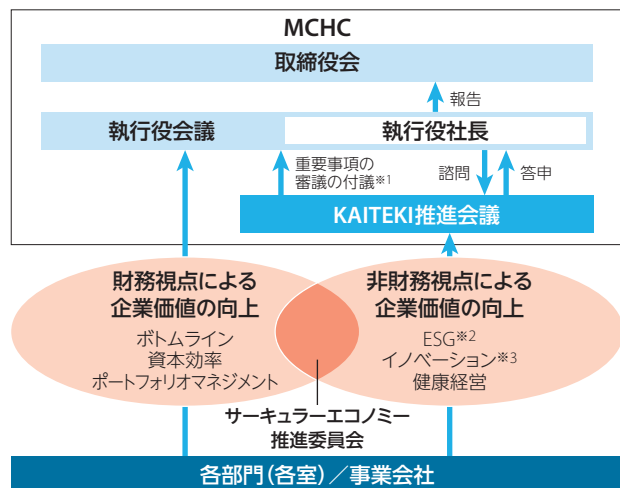 MCHC
取締役会
報告
執行役会議
執行役社長
重要事項の
審議の付議※1
諮問
答申
KAITEKI推進会議
財務視点による
企業価値の向上
ボトムライン
資本効率
ポートフォリオマネジメント
非財務視点による
企業価値の向上
ESG※2
イノベーション※3
健康経営
サーキュラーエコノミー
推進委員会
各部門(各室)/事業会社